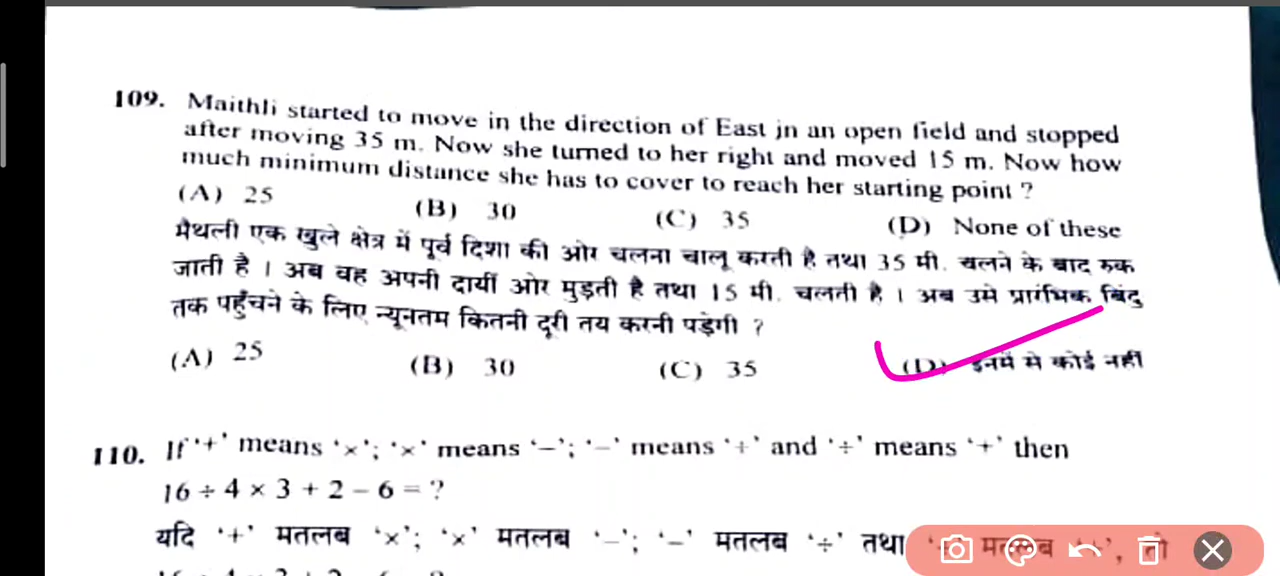 109. Maithli started to move in the direction of East in an open field and stopped
after moving 35 m. Now she turned to her right and moved 15 m. Now how
much minimum distance she has to cover to reach her starting point ?
(A) 25 (B) 30 (C) 35 (D) None of these
मैथली एक खुले क्षेत्र में पूर्व दिशा की ओर चलना चालू करती है तथा 35 मी. चलने के बाद रुक
जाती है । अब वह अपनी दायीं ओर मुड़ती है तथा 15 मी. चलती है । अब उसे प्रारंभिक बिंदु
तक पहुँचने के लिए न्यूनतम कितनी दूरी तय करनी पड़ेगी ?
(A) 25 (B) 30 (C) 35 (D) इनमें से कोई नहीं
110. If '+' means '×'; '×' means '–'; '–' means '÷' and '÷' means '+' then
16 ÷ 4 × 3 + 2 – 6 = ?
यदि '+' मतलब '×'; '×' मतलब '–'; '–' मतलब '÷' तथा मतलब तो